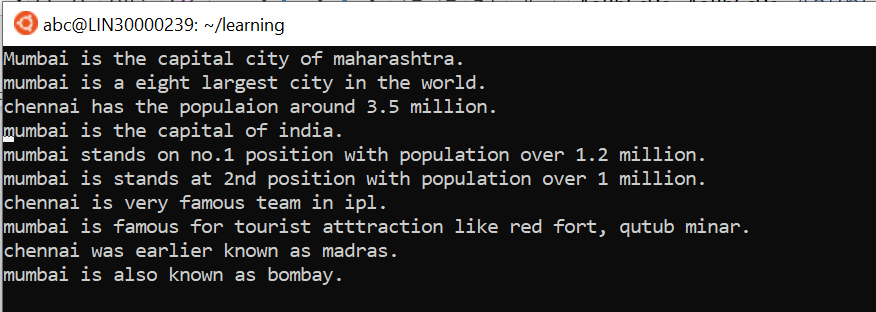 abc@LIN30000239: ~/learning
Mumbai is the capital city of maharashtra.
mumbai is a eight largest city in the world.
chennai has the populaion around 3.5 million.
mumbai is the capital of india.
mumbai stands on no.1 position with population over 1.2 million.
mumbai is stands at 2nd position with population over 1 million.
chennai is very famous team in ipl.
mumbai is famous for tourist atttraction like red fort, qutub minar.
chennai was earlier known as madras.
mumbai is also known as bombay.